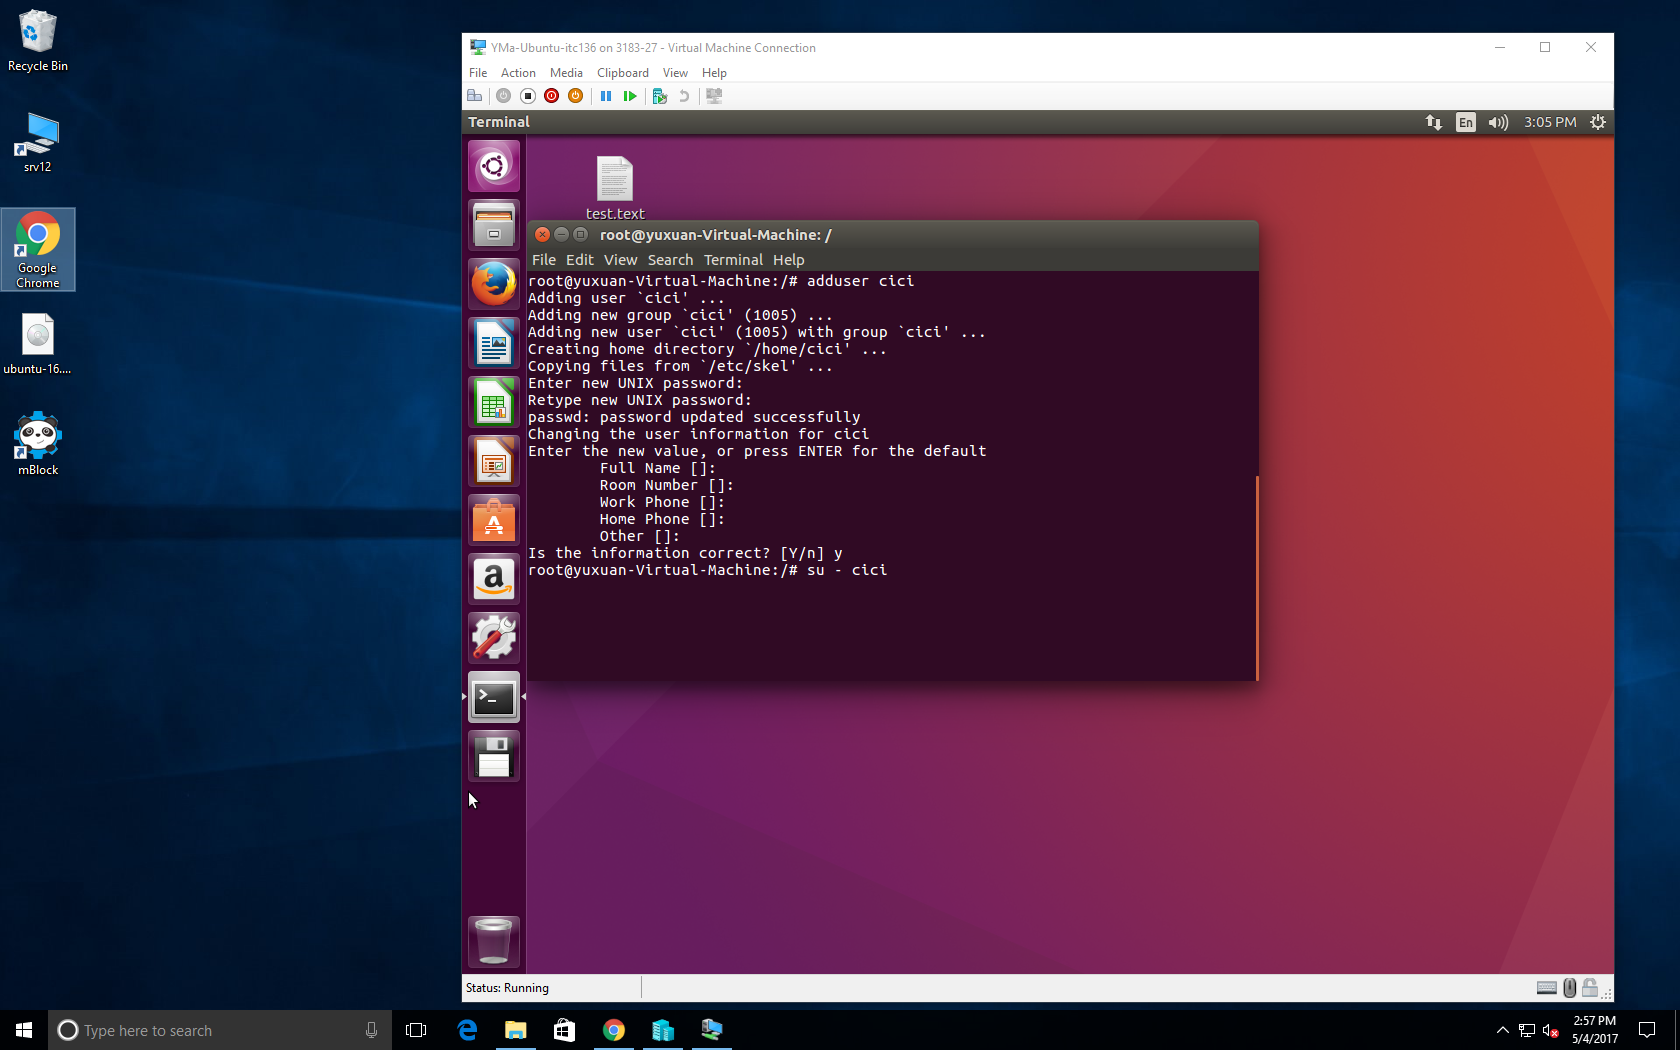 Recycle Bin
srv12
Google
Chrome
ubuntu-16....
mBlock
YMa-Ubuntu-itc136 on 3183-27 - Virtual Machine Connection
File Action Media Clipboard View Help
Terminal
En
3:05 PM
test.text
root@yuxuan-Virtual-Machine: /
File Edit View Search Terminal Help
root@yuxuan-Virtual-Machine:/# adduser cici
Adding user `cici' ...
Adding new group `cici' (1005) ...
Adding new user `cici' (1005) with group `cici' ...
Creating home directory `/home/cici' ...
Copying files from `/etc/skel' ...
Enter new UNIX password:
Retype new UNIX password:
passwd: password updated successfully
Changing the user information for cici
Enter the new value, or press ENTER for the default
Full Name []:
Room Number []:
Work Phone []:
Home Phone []:
Other []:
Is the information correct? [Y/n] y
root@yuxuan-Virtual-Machine:/# su - cici
Status: Running
Type here to search
2:57 PM
5/4/2017